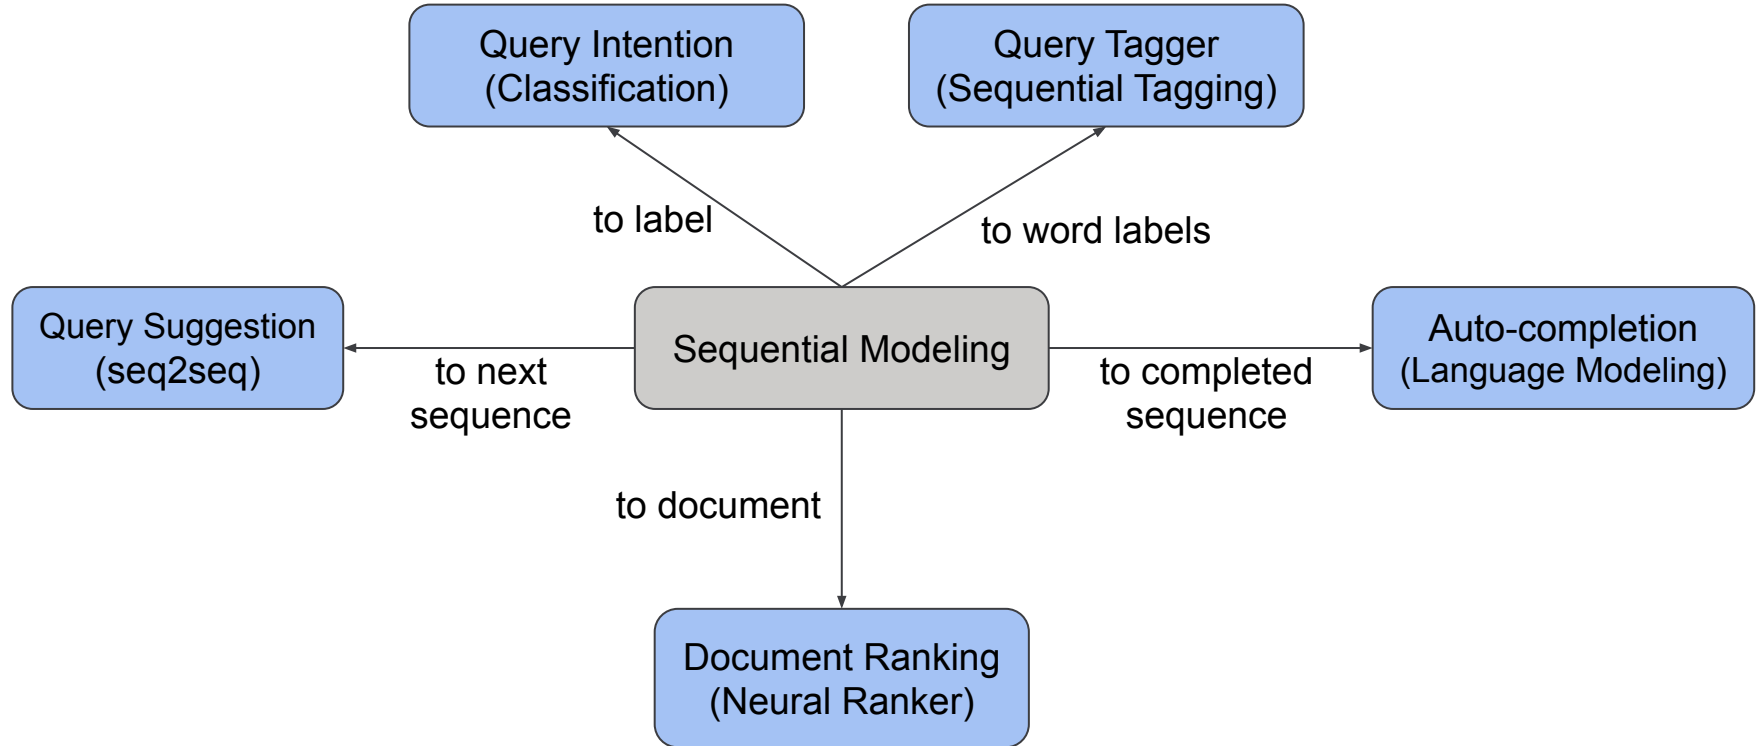 Query Intention
(Classification)
Query Tagger
(Sequential Tagging)
to label
to word labels
Query Suggestion
(seq2seq)
to next
sequence
Sequential Modeling
to completed
sequence
Auto-completion
(Language Modeling)
to document
Document Ranking
(Neural Ranker)